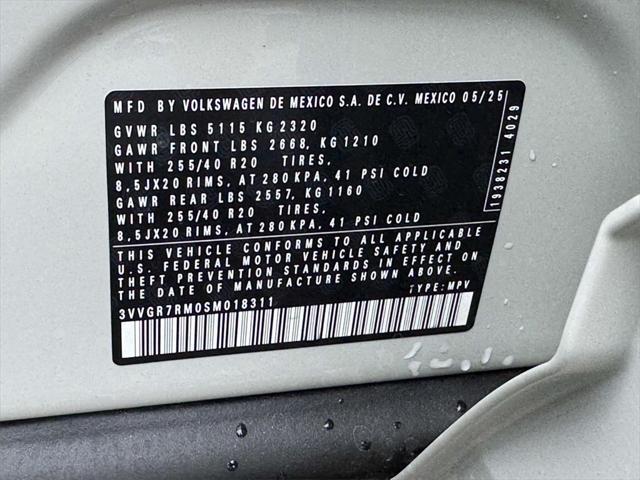 MFD BY VOLKSWAGEN DE MEXICO S.A. DE C.V. MEXICO 05/25
GVWR LBS 5115 KG 2320
GAWR FRONT LBS 2668, KG 1210
WITH 255/40 R20 TIRES,
8,5JX20 RIMS, AT 280 KPA, 41 PSI COLD
GAWR REAR LBS 2557, KG 1160
WITH 255/40 R20 TIRES,
8,5JX20 RIMS, AT 280 KPA, 41 PSI COLD
THIS VEHICLE CONFORMS TO ALL APPLICABLE
U.S. FEDERAL MOTOR VEHICLE SAFETY AND
THEFT PREVENTION STANDARDS IN EFFECT ON
THE DATE OF MANUFACTURE SHOWN ABOVE.
3VVGR7RM0SM018311 TYPE: MPV
1938231 4029